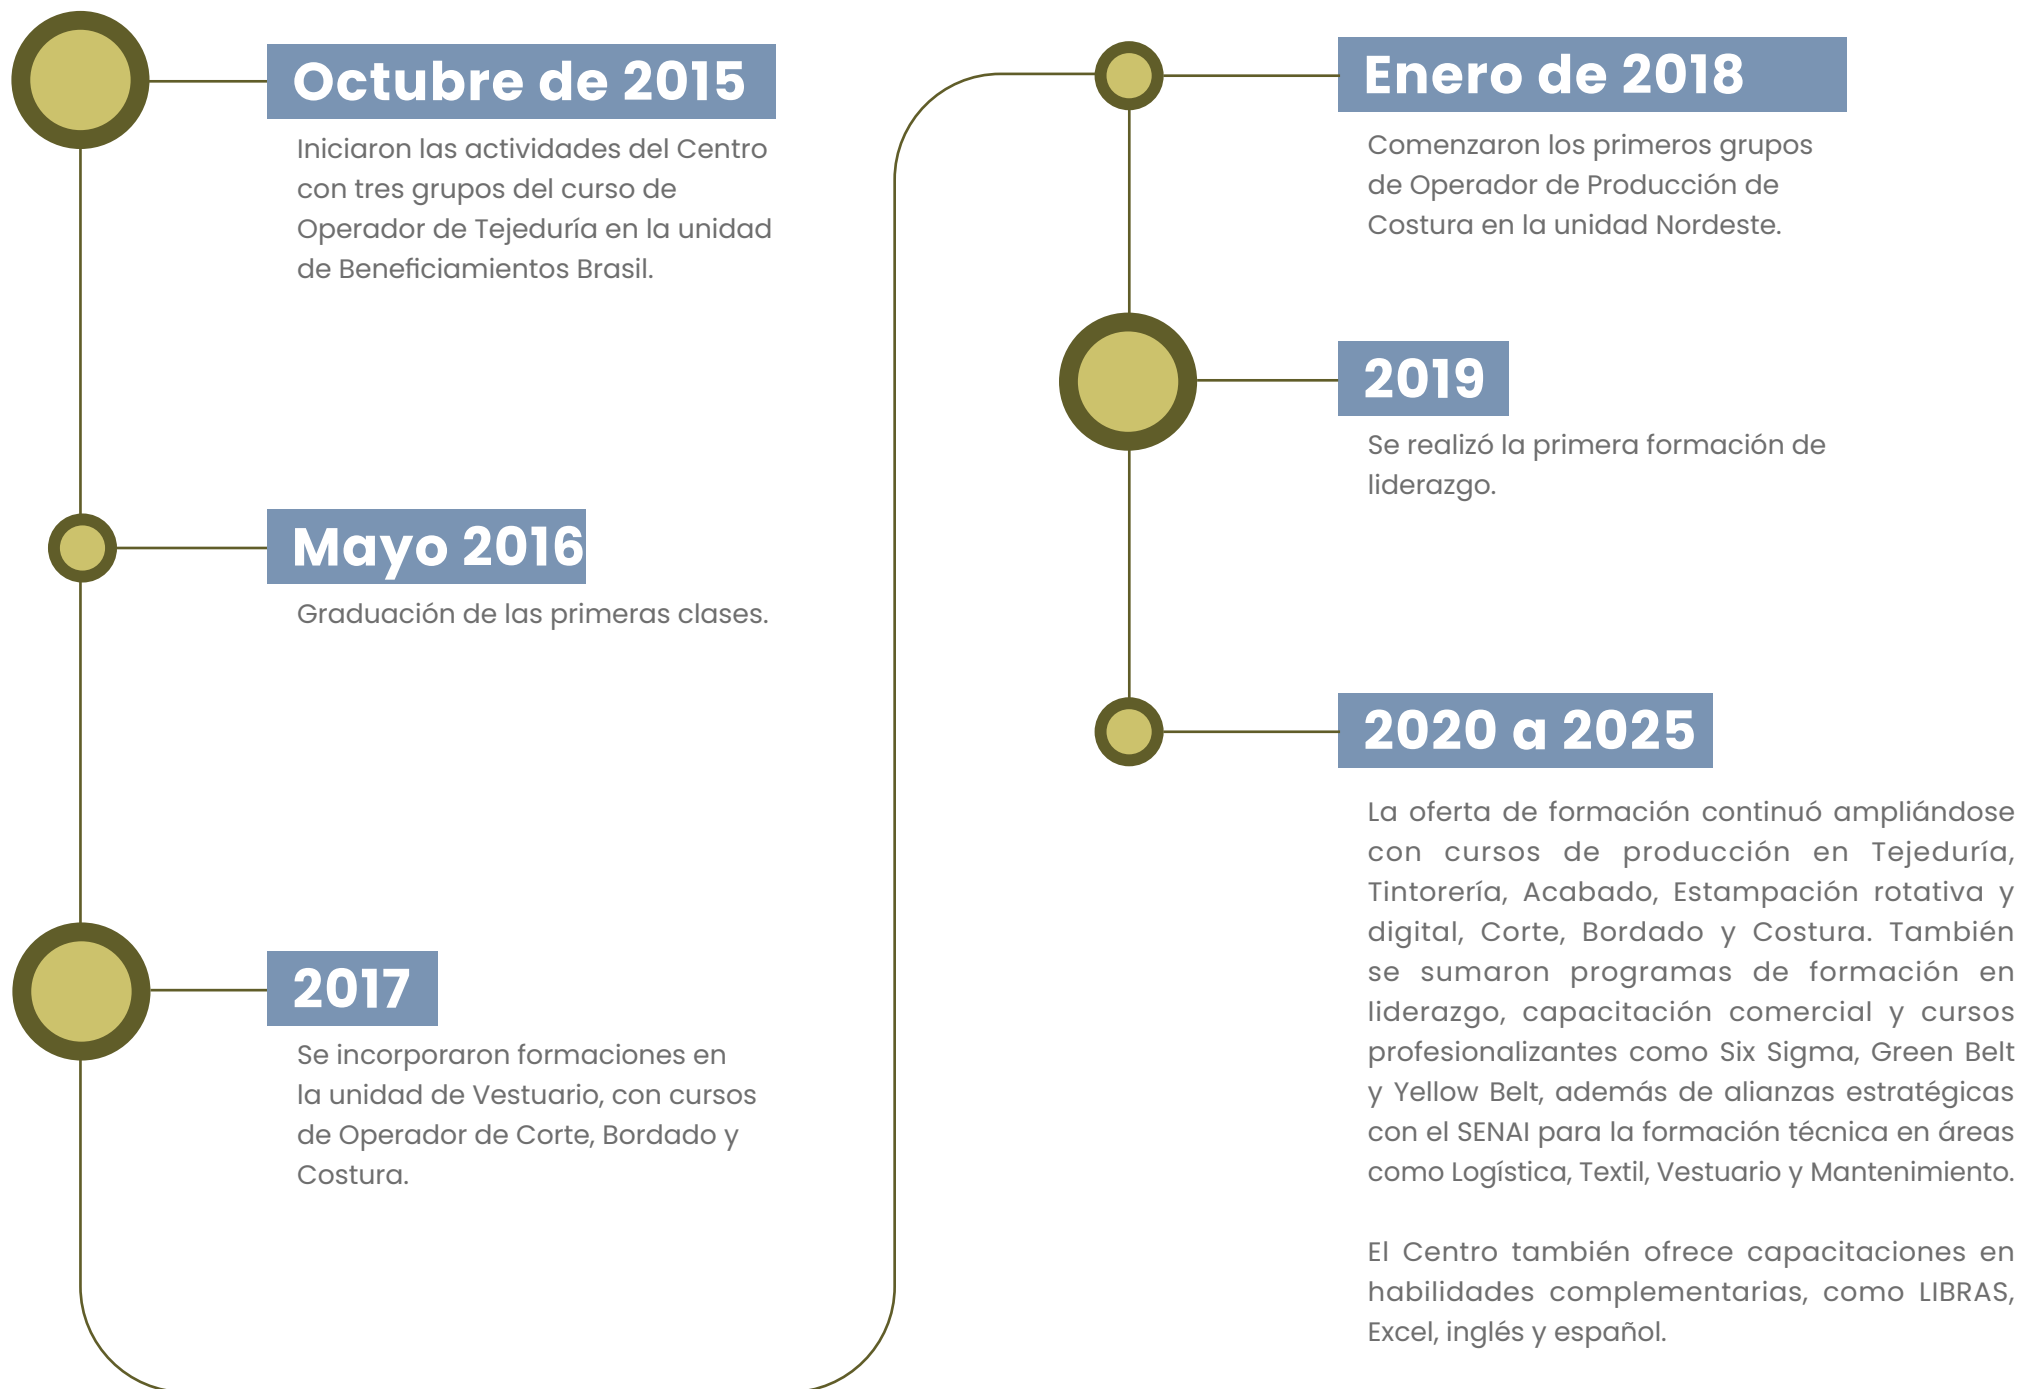 Octubre de 2015
Iniciaron las actividades del Centro
con tres grupos del curso de
Operador de Tejeduría en la unidad
de Beneficiamientos Brasil.
Mayo 2016
Graduación de las primeras clases.
2017
Se incorporaron formaciones en
la unidad de Vestuario, con cursos
de Operador de Corte, Bordado y
Costura.
Enero de 2018
Comenzaron los primeros grupos
de Operador de Producción de
Costura en la unidad Nordeste.
2019
Se realizó la primera formación de
liderazgo.
2020 a 2025
La oferta de formación continuó ampliándose
con cursos de producción en Tejeduría,
Tintorería, Acabado, Estampación rotativa y
digital, Corte, Bordado y Costura. También
se sumaron programas de formación en
liderazgo, capacitación comercial y cursos
profesionalizantes como Six Sigma, Green Belt
y Yellow Belt, además de alianzas estratégicas
con el SENAI para la formación técnica en áreas
como Logística, Textil, Vestuario y Mantenimiento.
El Centro también ofrece capacitaciones en
habilidades complementarias, como LIBRAS,
Excel, inglés y español.